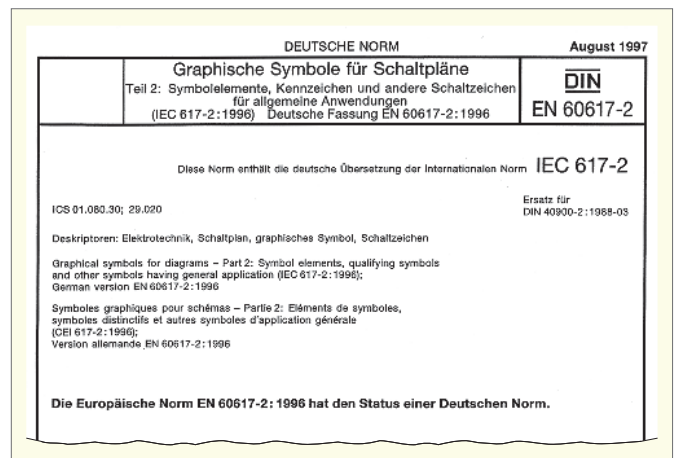 DEUTSCHE NORM
August 1997
Graphische Symbole für Schaltpläne
Teil 2: Symbolelemente, Kennzeichen und andere Schaltzeichen
für allgemeine Anwendungen
(IEC 617-2:1996) Deutsche Fassung EN 60617-2:1996
DIN
EN 60617-2
Diese Norm enthält die deutsche Übersetzung der Internationalen Norm IEC 617-2
ICS 01.080.30; 29.020
Ersatz für
DIN 40900-2:1988-03
Deskriptoren: Elektrotechnik, Schaltplan, graphisches Symbol, Schaltzeichen
Graphical symbols for diagrams – Part 2: Symbol elements, qualifying symbols
and other symbols having general application (IEC 617-2:1996);
German version EN 60617-2:1996
Symboles graphiques pour schémas – Partie 2: Eléments de symboles,
symboles distinctifs et autres symboles d'application générale
(CEI 617-2:1996);
Version allemande EN 60617-2:1996
Die Europäische Norm EN 60617-2:1996 hat den Status einer Deutschen Norm.